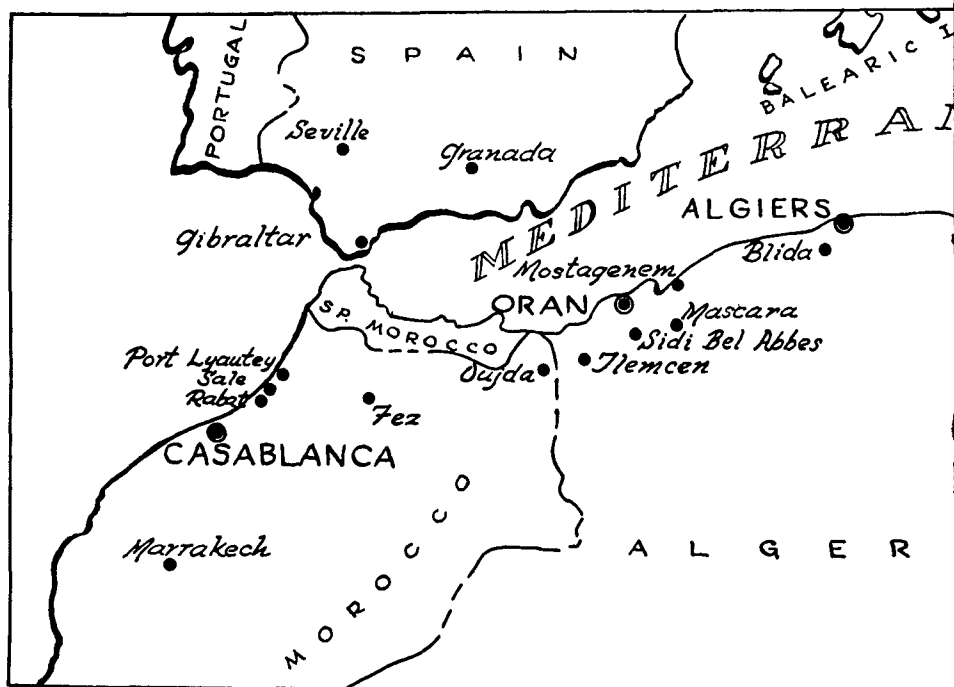 PORTUGAL
SPAIN
BALEARIC I
MEDITERRA
Seville
Granada
ALGIERS
Gibraltar
Blida
Mostagenem
ORAN
SP. MOROCCO
Mascara
Sidi Bel Abbes
Port Lyautey
Oujda
Tlemcen
Sale
Rabat
Fez
CASABLANCA
Marrakech
MOROCCO
ALGER